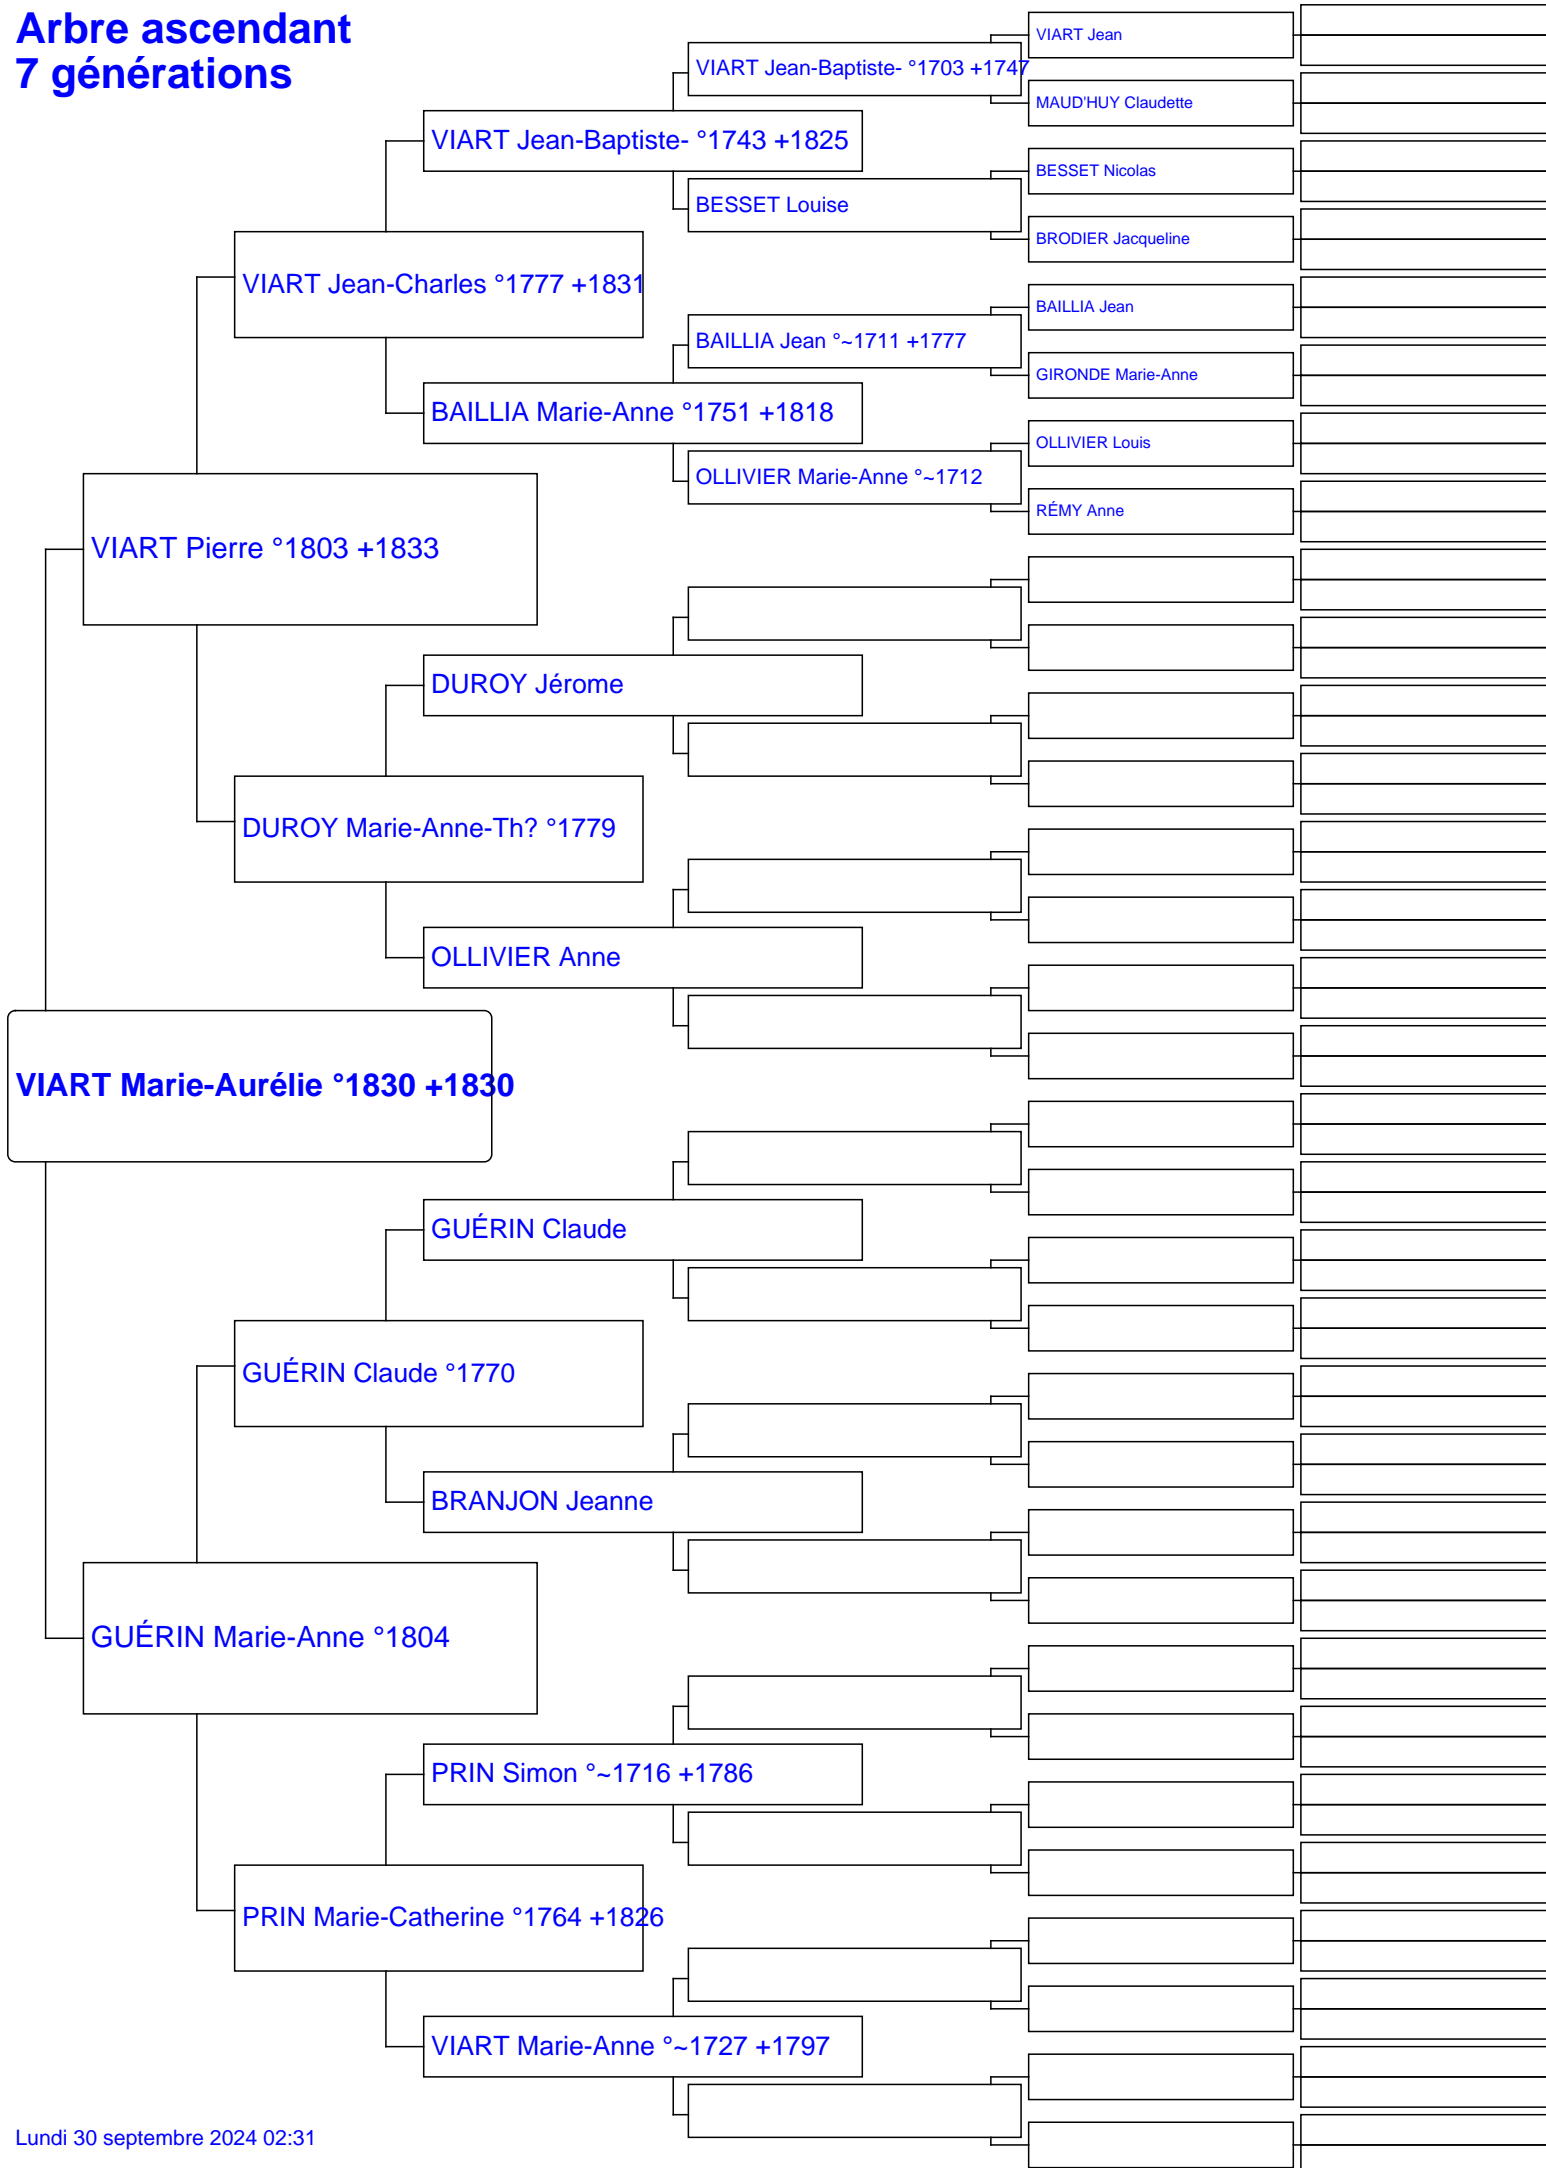 Arbre ascendant
7 générations
VIART Jean
VIART Jean-Baptiste- °1703 +1747
MAUD'HUY Claudette
VIART Jean-Baptiste- °1743 +1825
BESSET Nicolas
BESSET Louise
BRODIER Jacqueline
VIART Jean-Charles °1777 +1831
BAILLIA Jean
BAILLIA Jean °~1711 +1777
GIRONDE Marie-Anne
BAILLIA Marie-Anne °1751 +1818
OLLIVIER Louis
OLLIVIER Marie-Anne °~1712
RÉMY Anne
VIART Pierre °1803 +1833
DUROY Jérome
DUROY Marie-Anne-Th? °1779
OLLIVIER Anne
VIART Marie-Aurélie °1830 +1830
GUÉRIN Claude
GUÉRIN Claude °1770
BRANJON Jeanne
GUÉRIN Marie-Anne °1804
PRIN Simon °~1716 +1786
PRIN Marie-Catherine °1764 +1826
VIART Marie-Anne °~1727 +1797
Lundi 30 septembre 2024 02:31